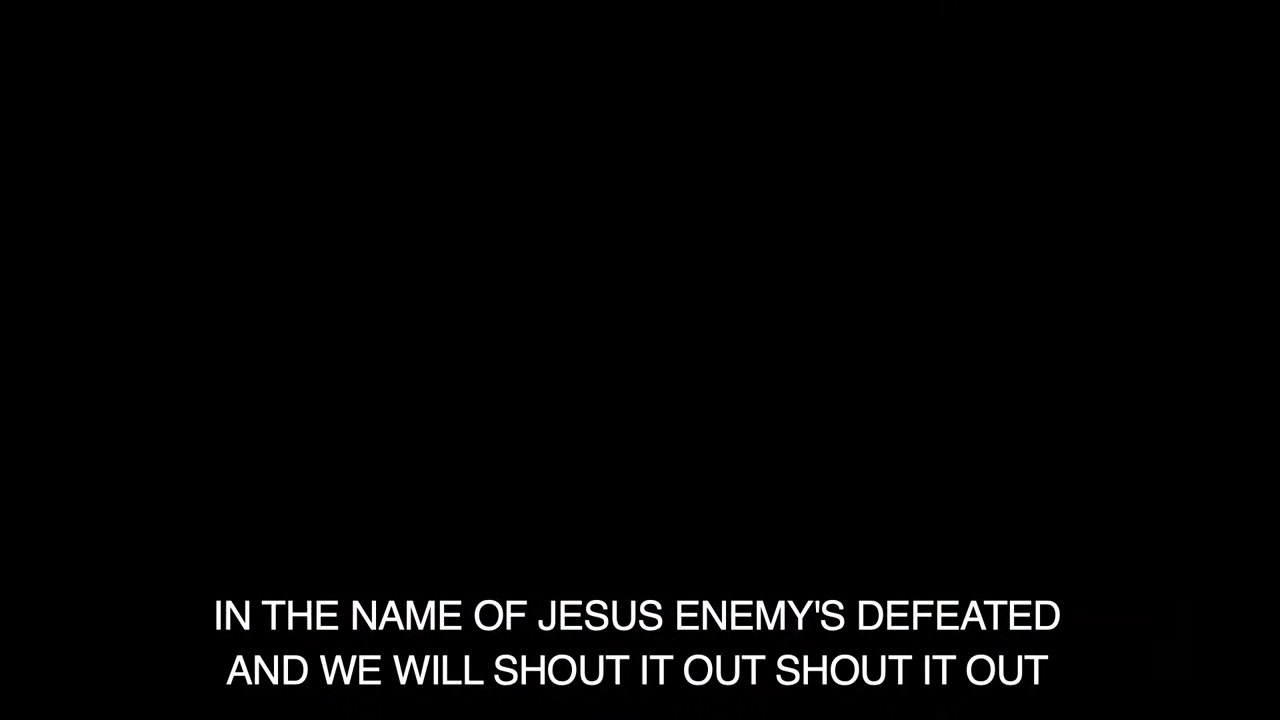 IN THE NAME OF JESUS ENEMY'S DEFEATED
AND WE WILL SHOUT IT OUT SHOUT IT OUT